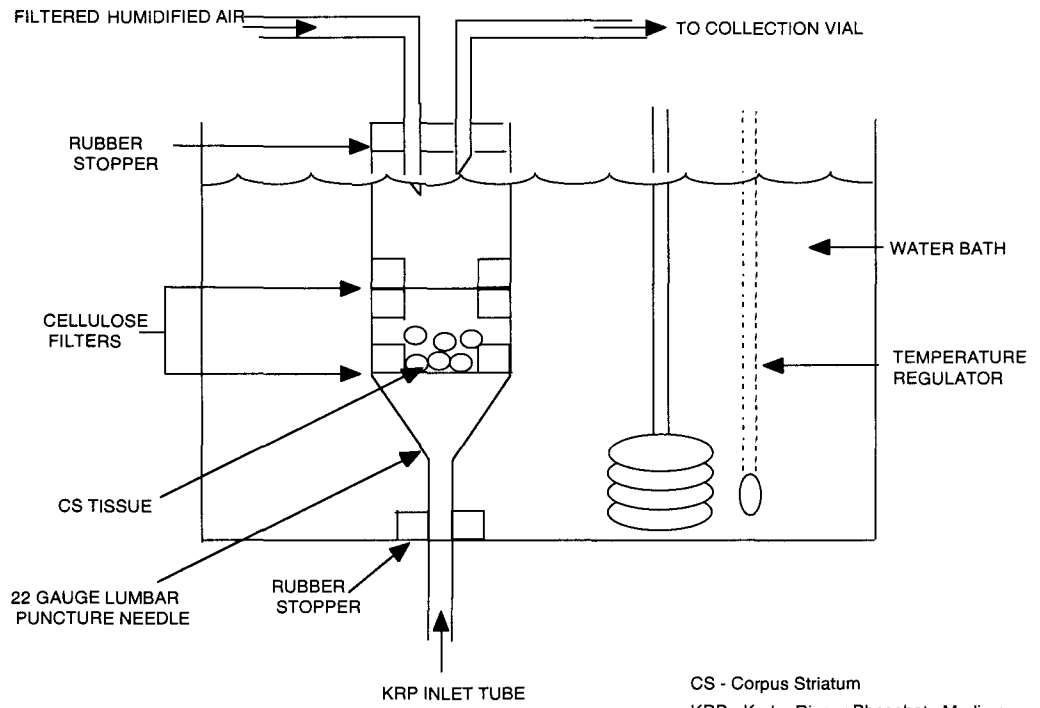 FILTERED HUMIDIFIED AIR
TO COLLECTION VIAL
RUBBER
STOPPER
WATER BATH
CELLULOSE
FILTERS
TEMPERATURE
REGULATOR
CS TISSUE
22 GAUGE LUMBAR
PUNCTURE NEEDLE
RUBBER
STOPPER
KRP INLET TUBE
CS - Corpus Striatum